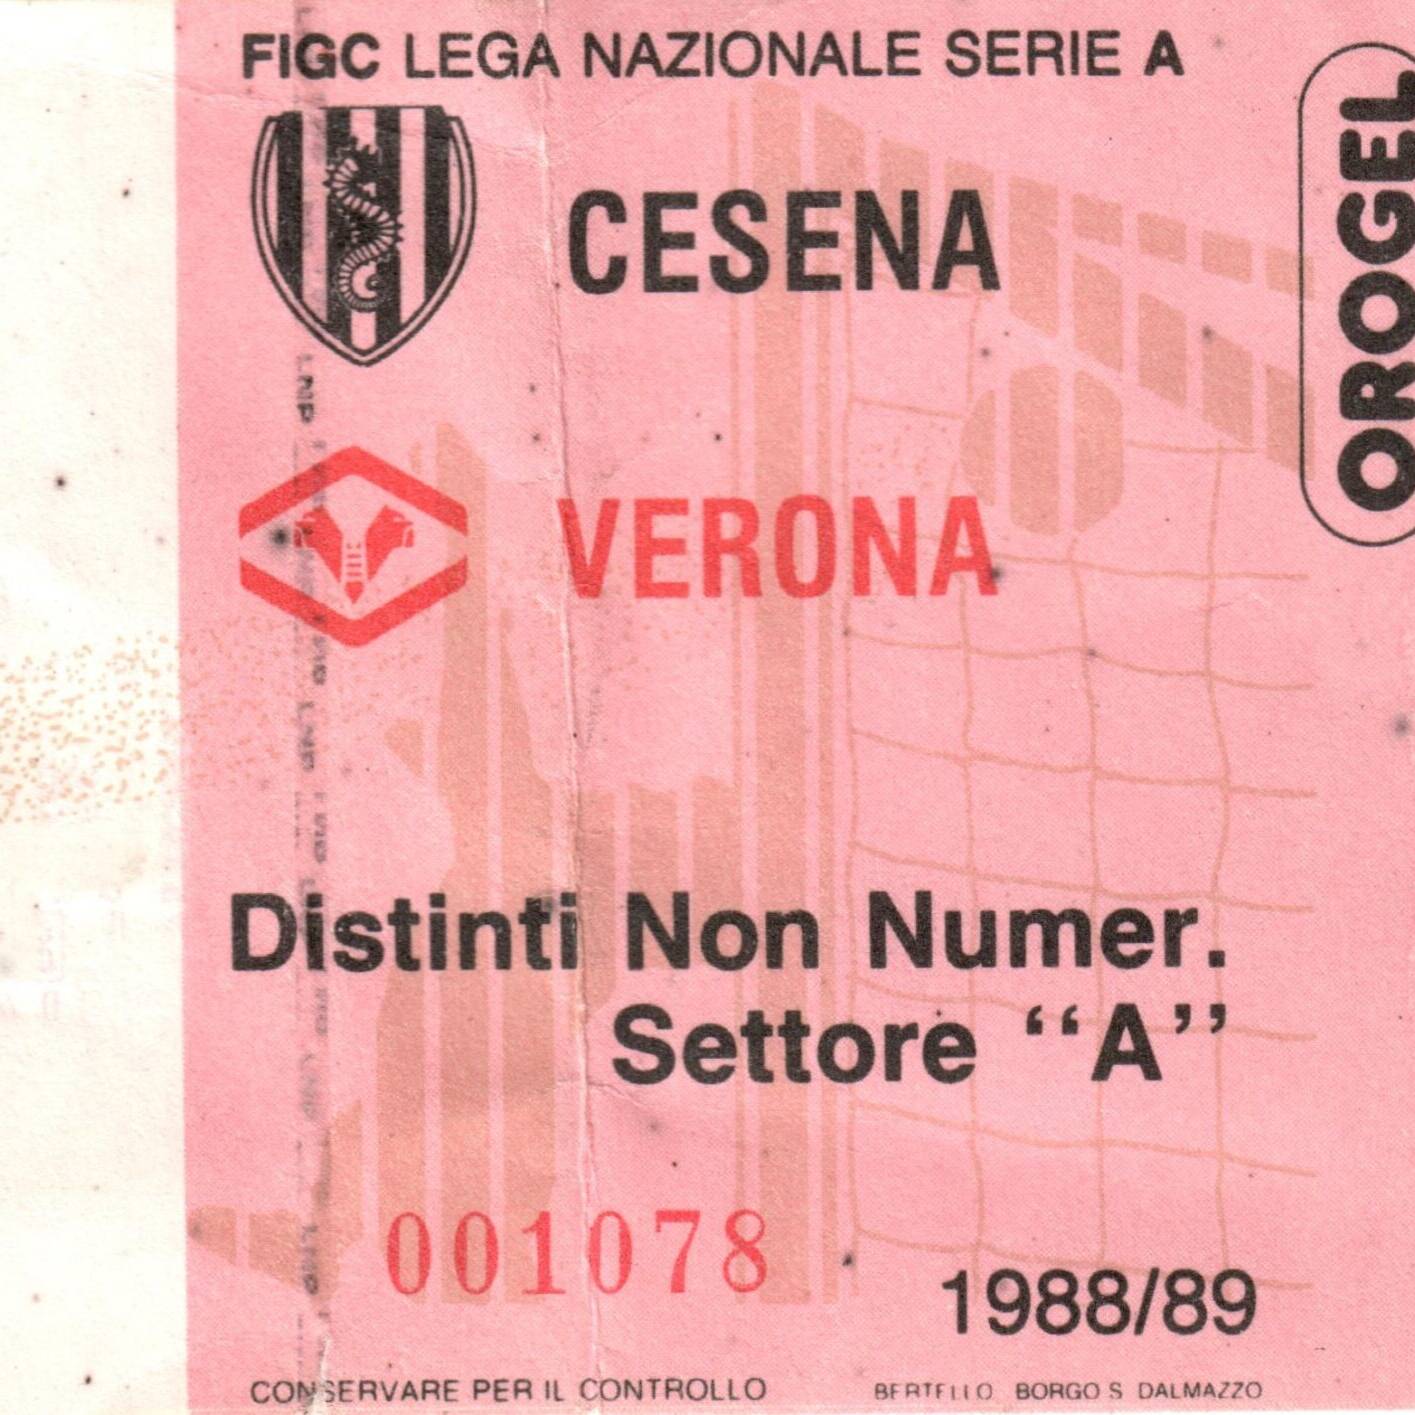 FIGC LEGA NAZIONALE SERIE A
CESENA
OROGEL
VERONA
Distinti Non Numer.
Settore “A”
001078
1988/89
CONSERVARE PER IL CONTROLLO
BERTELLO BORGO S DALMAZZO